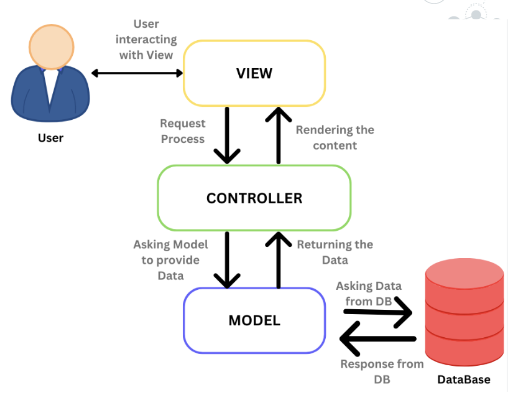 User
interacting
with View
VIEW
User
Request
Process
Rendering the
content
CONTROLLER
Asking Model
to provide
Data
Returning the
Data
MODEL
Asking Data
from DB
Response from
DB
DataBase